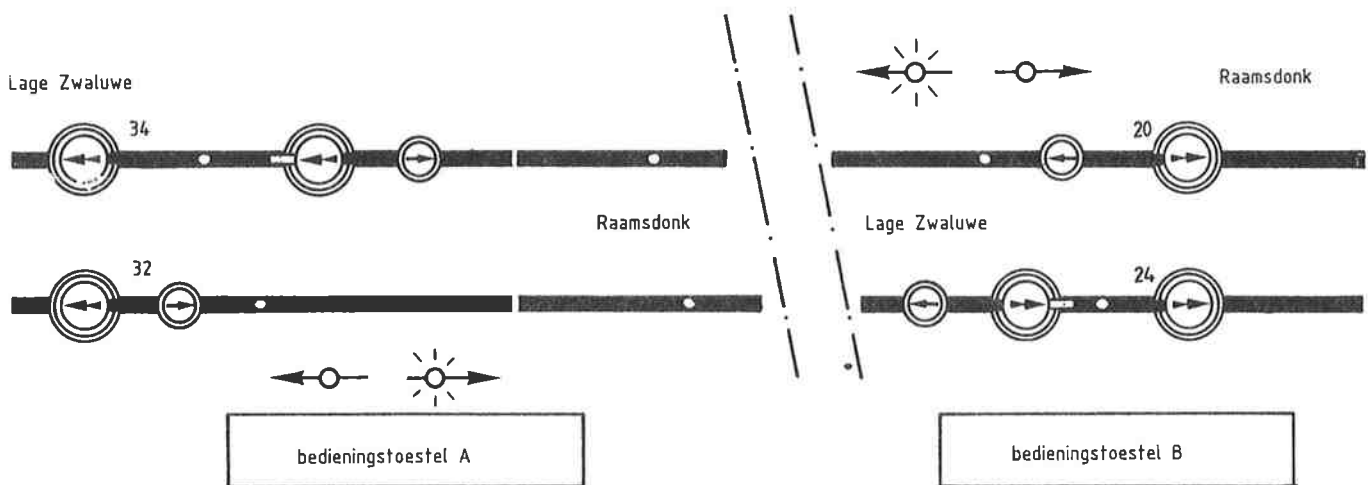 Lage Zwaluwe
34
Raamsdonk
32
bedieningstoestel A
Raamsdonk
20
Lage Zwaluwe
24
bedieningstoestel B